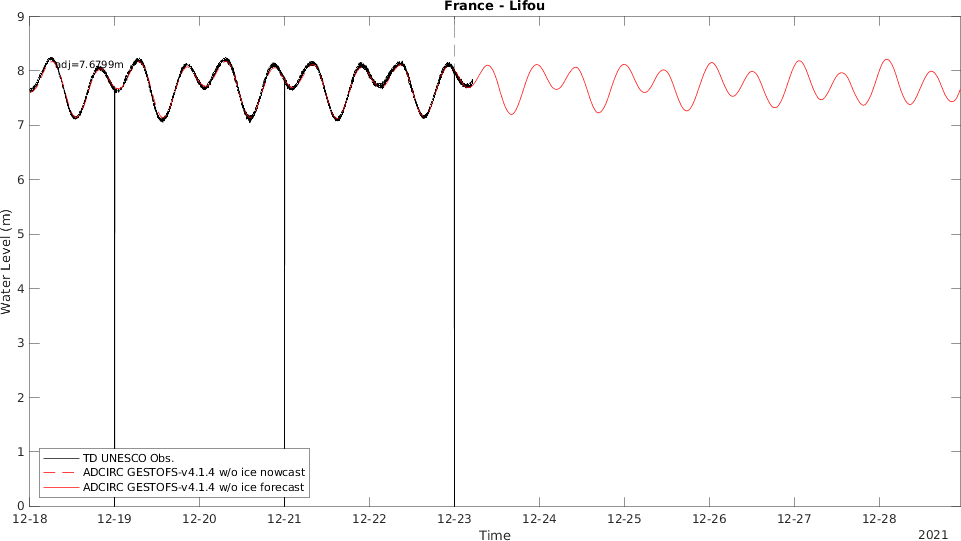 France - Lifou
9
8
7
6
5
4
3
2
1
0
Water Level (m)
adj=7.6799m
TD UNESCO Obs.
ADCIRC GESTOFS-v4.1.4 w/o ice nowcast
ADCIRC GESTOFS-v4.1.4 w/o ice forecast
12-18 12-19 12-20 12-21 12-22 12-23 12-24 12-25 12-26 12-27 12-28
Time
2021